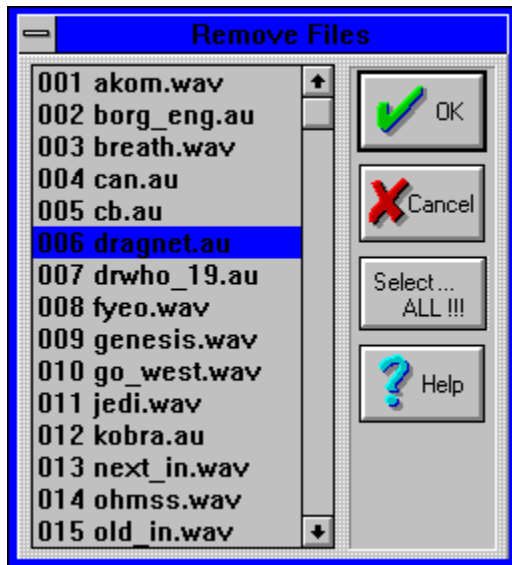 Remove Files
001 akom.wav
002 borg_eng.au
003 breath.wav
004 can.au
005 cb.au
006 dragnet.au
007 drwho_19.au
008 fyeo.wav
009 genesis.wav
010 go_west.wav
011 jedi.wav
012 kobra.au
013 next_in.wav
014 ohmss.wav
015 old_in.wav
OK
Cancel
Select...
ALL !!!
Help